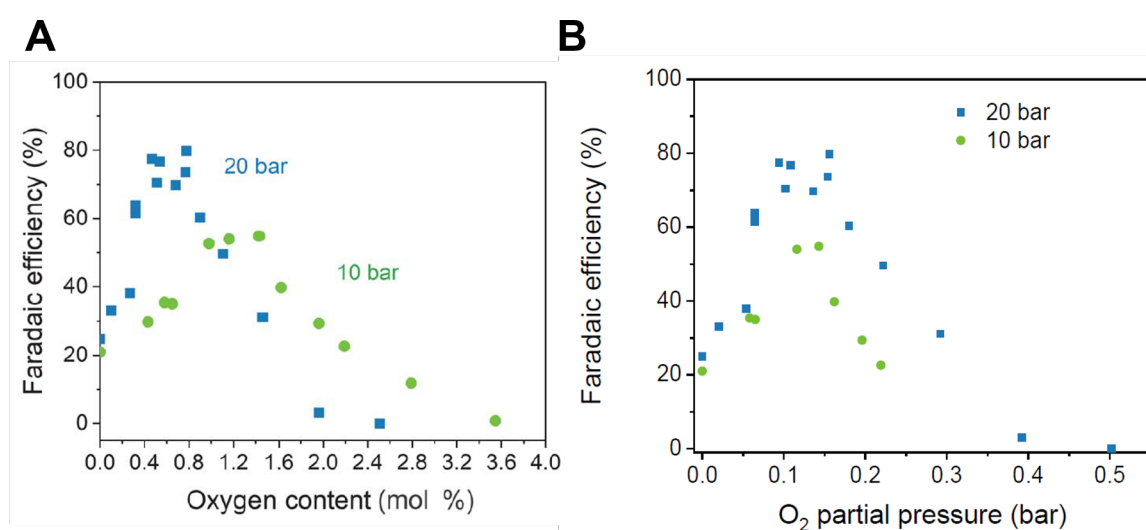 A
B
Faradaic efficiency (%)
100
80
60
40
20
0
20 bar
10 bar
0.0 0.4 0.8 1.2 1.6 2.0 2.4 2.8 3.2 3.6 4.0
Oxygen content (mol %)
Faradaic efficiency (%)
100
80
60
40
20
0
20 bar
10 bar
0.0 0.1 0.2 0.3 0.4 0.5
O₂ partial pressure (bar)